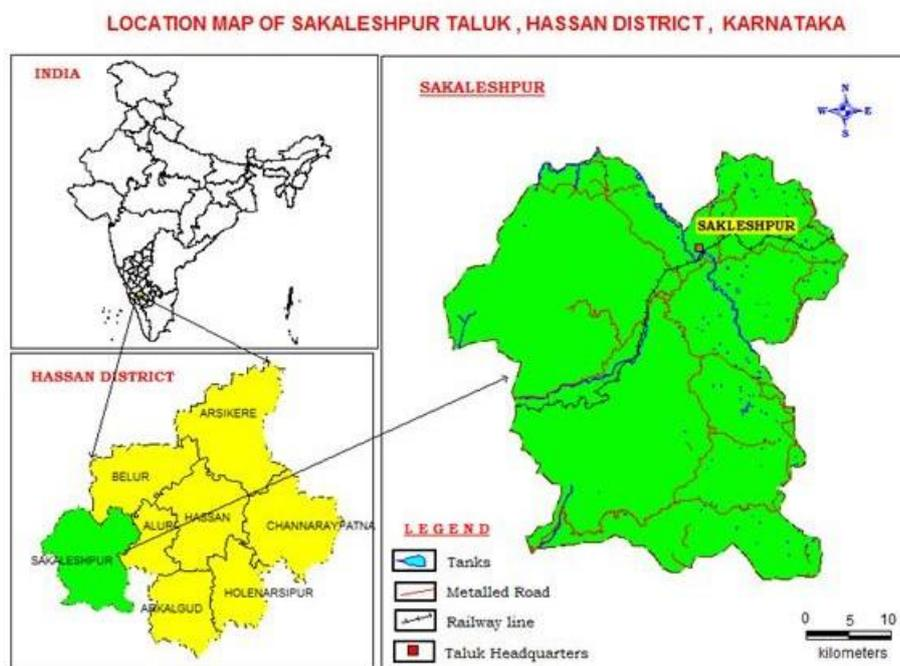 LOCATION MAP OF SAKALESHPUR TALUK , HASSAN DISTRICT , KARNATAKA
INDIA
SAKALESHPUR
N
W E
S
SAKLESHPUR
HASSAN DISTRICT
ARSIKERE
BELUR
ALUR
HASSAN
CHANNARAYPATNA
SAKALESHPUR
HOLENARSIPUR
ARKALGUD
LEGEND
Tanks
Metalled Road
Railway line
Taluk Headquarters
0 5 10
kilometers